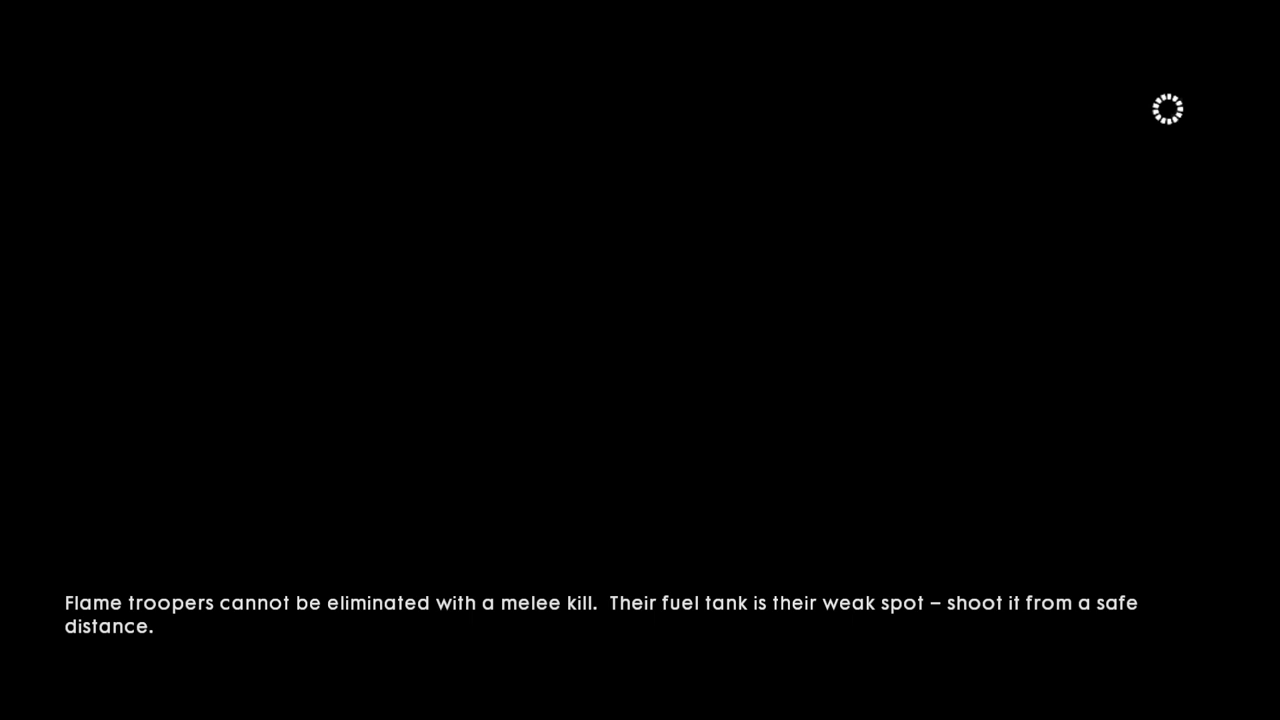 Flame troopers cannot be eliminated with a melee kill.  Their fuel tank is their weak spot – shoot it from a safe
distance.